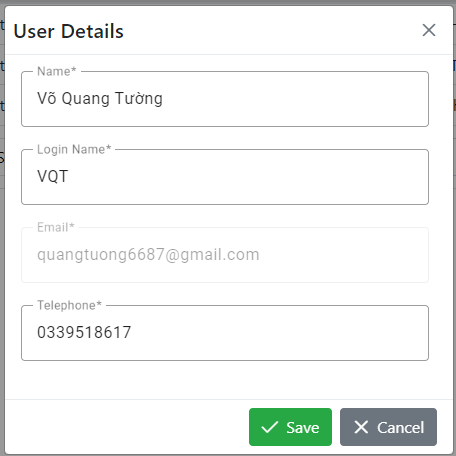 User Details
Name*
Võ Quang Tường
Login Name*
VQT
Email*
quangtuong6687@gmail.com
Telephone*
0339518617
Save
Cancel